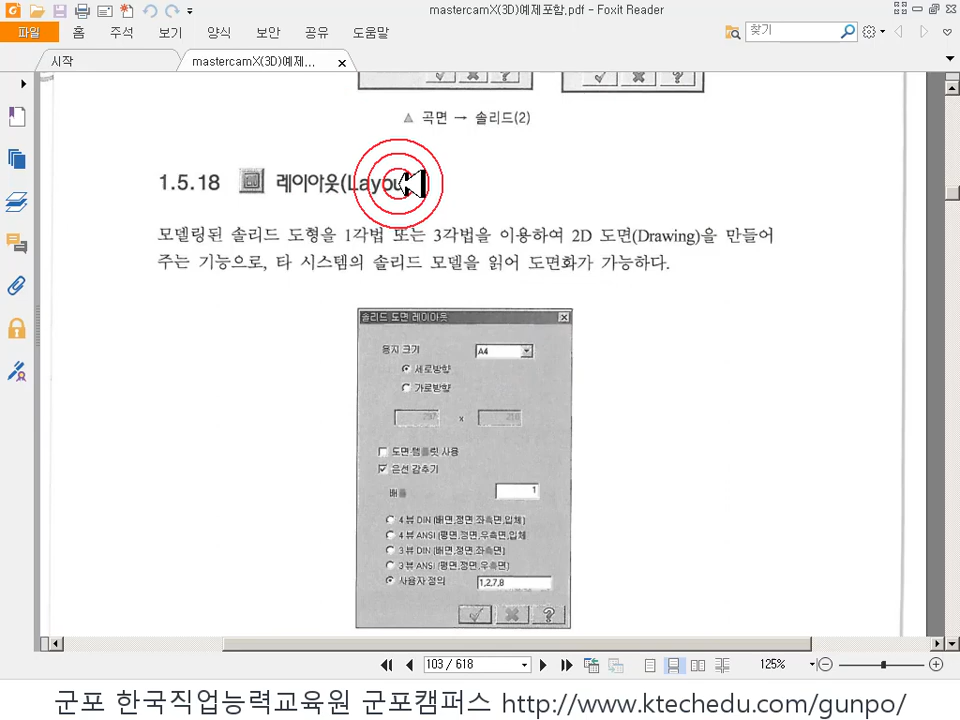 mastercamX(3D)예제포함.pdf - Foxit Reader
파일 홈 주석 보기 양식 보안 공유 도움말
찾기
시작 mastercamX(3D)예제...
▲ 곡면 → 솔리드(2)
1.5.18 레이아웃(Layou
모델링된 솔리드 도형을 1각법 또는 3각법을 이용하여 2D 도면(Drawing)을 만들어
주는 기능으로, 타 시스템의 솔리드 모델을 읽어 도면화가 가능하다.
솔리드 도면 레이아웃
용지 크기 A4
세로방향
가로방향
297 x 210
도면 템플릿 사용
은선 감추기
배율 1
4 뷰 DIN (배면,정면,좌측면,입체)
4 뷰 ANSI (평면,정면,우측면,입체
3 뷰 DIN (배면,정면,좌측면)
3 뷰 ANSI (평면,정면,우측면)
사용자 정의 1,2,7,8
103 / 618 125%
군포 한국직업능력교육원 군포캠퍼스 http://www.ktechedu.com/gunpo/